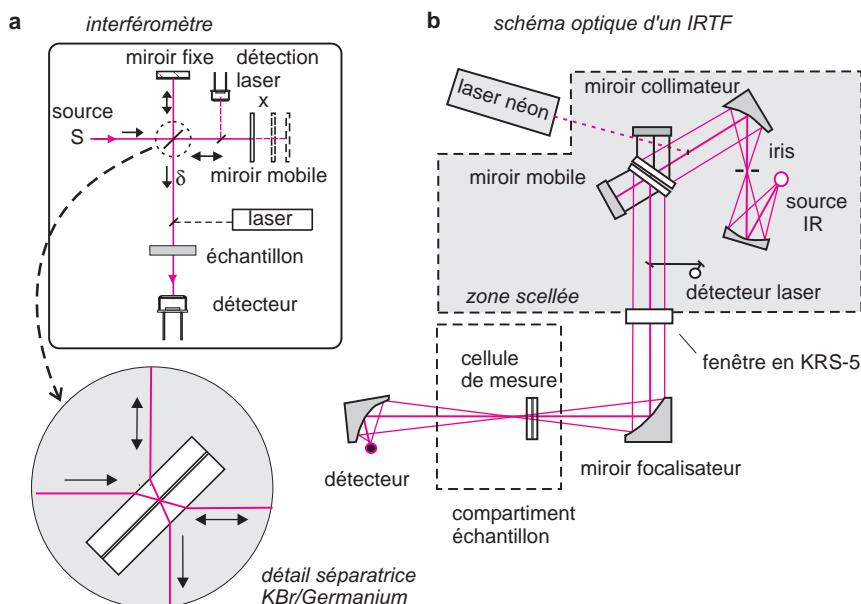 a
interféromètre
miroir fixe
détection
laser
x
source
S
miroir mobile
δ
laser
échantillon
détecteur
détail séparatrice
KBr/Germanium
b
schéma optique d'un IRTF
laser néon
miroir collimateur
iris
miroir mobile
source
IR
détecteur laser
zone scellée
fenêtre en KRS-5
cellule
de mesure
détecteur
miroir focalisateur
compartiment
échantillon